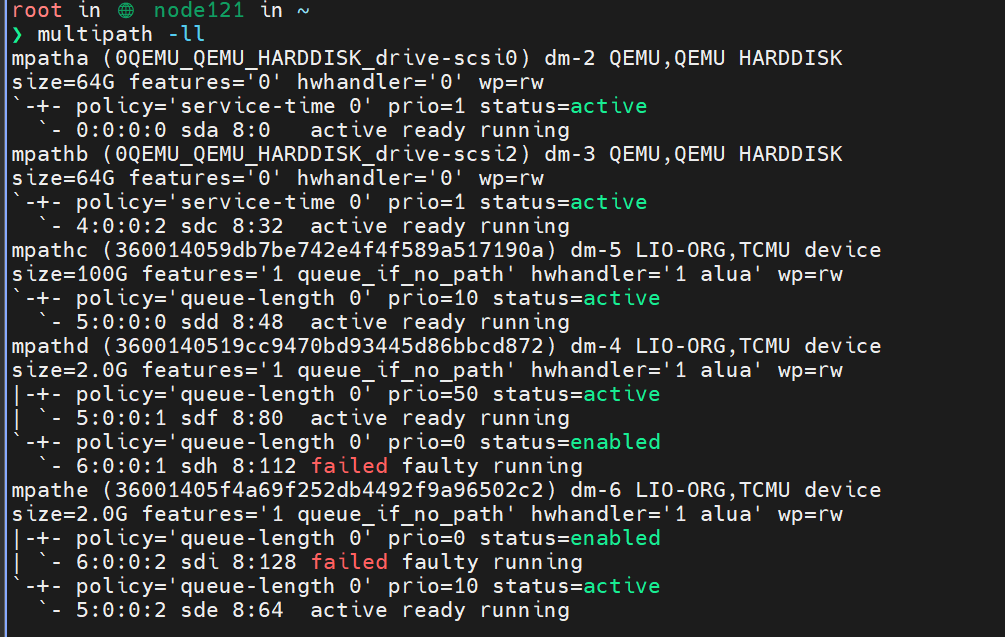 root in 🌐 node121 in ~
❯ multipath -ll
mpatha (0QEMU_QEMU_HARDDISK_drive-scsi0) dm-2 QEMU,QEMU HARDDISK
size=64G features='0' hwhandler='0' wp=rw
`-+- policy='service-time 0' prio=1 status=active
  `- 0:0:0:0 sda 8:0   active ready running
mpathb (0QEMU_QEMU_HARDDISK_drive-scsi2) dm-3 QEMU,QEMU HARDDISK
size=64G features='0' hwhandler='0' wp=rw
`-+- policy='service-time 0' prio=1 status=active
  `- 4:0:0:2 sdc 8:32  active ready running
mpathc (360014059db7be742e4f4f589a517190a) dm-5 LIO-ORG,TCMU device
size=100G features='1 queue_if_no_path' hwhandler='1 alua' wp=rw
`-+- policy='queue-length 0' prio=10 status=active
  `- 5:0:0:0 sdd 8:48  active ready running
mpathd (3600140519cc9470bd93445d86bbcd872) dm-4 LIO-ORG,TCMU device
size=2.0G features='1 queue_if_no_path' hwhandler='1 alua' wp=rw
|-+- policy='queue-length 0' prio=50 status=active
| `- 5:0:0:1 sdf 8:80  active ready running
`-+- policy='queue-length 0' prio=0 status=enabled
  `- 6:0:0:1 sdh 8:112 failed faulty running
mpathe (36001405f4a69f252db4492f9a96502c2) dm-6 LIO-ORG,TCMU device
size=2.0G features='1 queue_if_no_path' hwhandler='1 alua' wp=rw
|-+- policy='queue-length 0' prio=0 status=enabled
| `- 6:0:0:2 sdi 8:128 failed faulty running
`-+- policy='queue-length 0' prio=10 status=active
  `- 5:0:0:2 sde 8:64  active ready running